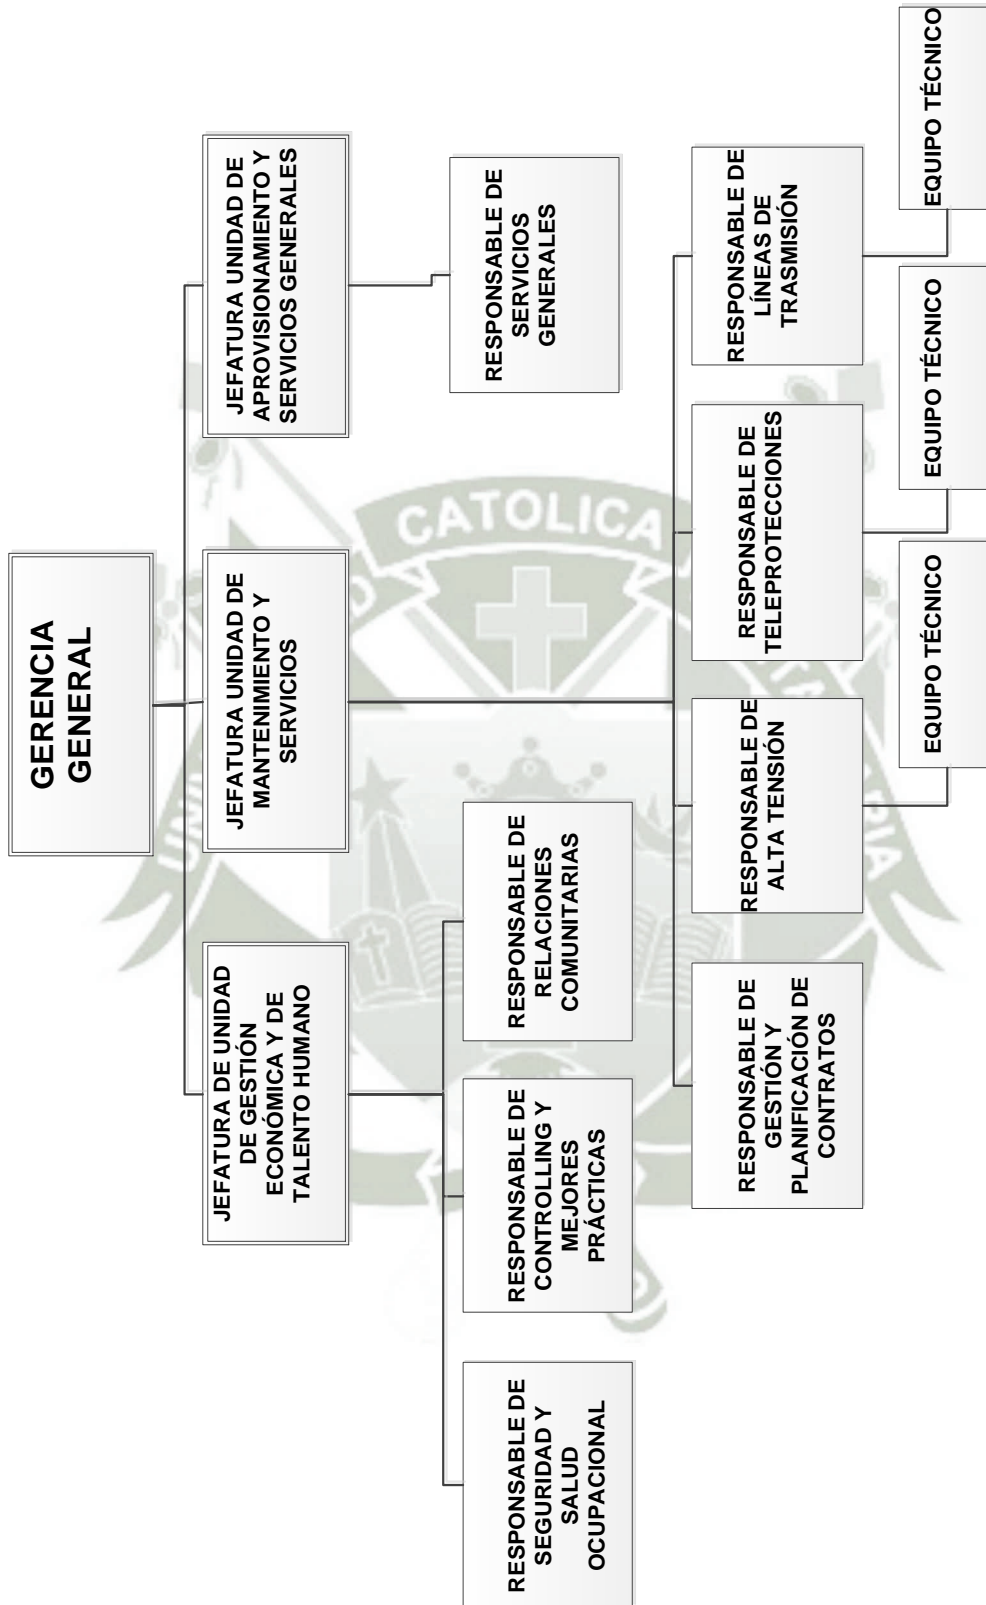 GERENCIA
GENERAL
JEFATURA DE UNIDAD
DE GESTIÓN
ECONÓMICA Y DE
TALENTO HUMANO
JEFATURA UNIDAD DE
MANTENIMIENTO Y
SERVICIOS
JEFATURA UNIDAD DE
APROVISIONAMIENTO Y
SERVICIOS GENERALES
RESPONSABLE DE
SEGURIDAD Y
SALUD
OCUPACIONAL
RESPONSABLE DE
CONTROLLING Y
MEJORES
PRÁCTICAS
RESPONSABLE DE
RELACIONES
COMUNITARIAS
RESPONSABLE DE
SERVICIOS
GENERALES
RESPONSABLE DE
GESTIÓN Y
PLANIFICACIÓN DE
CONTRATOS
RESPONSABLE DE
ALTA TENSIÓN
RESPONSABLE DE
TELEPROTECCIONES
RESPONSABLE DE
LÍNEAS DE
TRASMISIÓN
EQUIPO TÉCNICO
EQUIPO TÉCNICO
EQUIPO TÉCNICO
CATOLICA